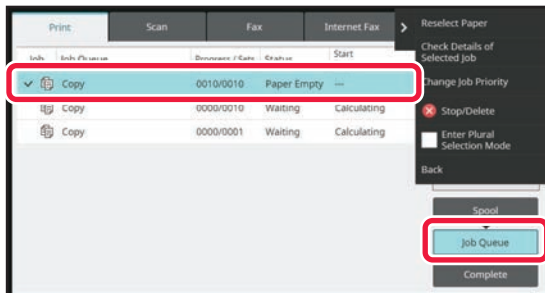 Print Scan Fax Internet Fax
Job Job Queue Progress / Sets Status Start
Copy 0010/0010 Paper Empty ---
Copy 0000/0010 Waiting Calculating
Copy 0000/0001 Waiting Calculating
Reselect Paper
Check Details of
Selected Job
Change Job Priority
Stop/Delete
Enter Plural
Selection Mode
Back
Spool
Job Queue
Complete